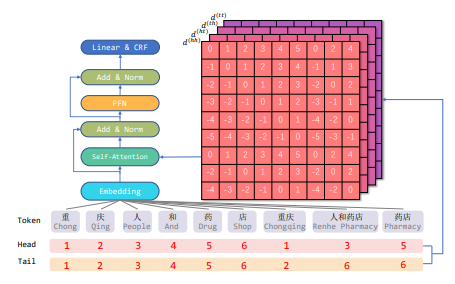 d(tt)
d(th)
d(ht)
d(hh)
0 1 2 3 4 5 0 2 4
-1 0 1 2 3 4 -1 1 3
-2 -1 0 1 2 3 -2 0 2
-3 -2 -1 0 1 2 -3 -1 1
-4 -3 -2 -1 0 1 -4 -2 0
-5 -4 -3 -2 -1 0 -5 -3 -1
0 1 2 3 4 5 0 2 4
-2 -1 0 1 2 3 -2 0 2
-4 -3 -2 -1 0 1 -4 -2 0
Linear & CRF
Add & Norm
FFN
Add & Norm
Self-Attention
Embedding
Token 重 庆 人 和 药 店 重庆 人和药店 药店
Chong Qing People And Drug Shop Chongqing Renhe Pharmacy Pharmacy
Head 1 2 3 4 5 6 1 3 5
Tail 1 2 3 4 5 6 2 6 6